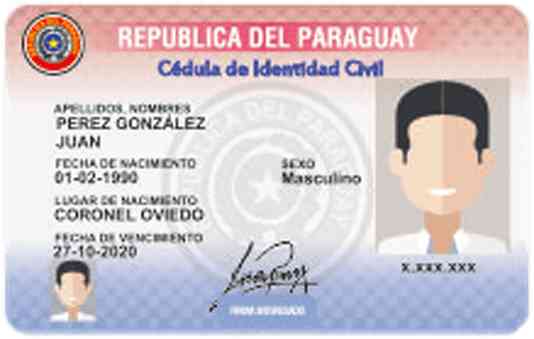 REPUBLICA DEL PARAGUAY
Cédula de Identidad Civil
APELLIDOS, NOMBRES
PEREZ GONZÁLEZ
JUAN
FECHA DE NACIMIENTO
01-02-1990
SEXO
Masculino
LUGAR DE NACIMIENTO
CORONEL OVIEDO
FECHA DE VENCIMIENTO
27-10-2020
X.XXX.XXX